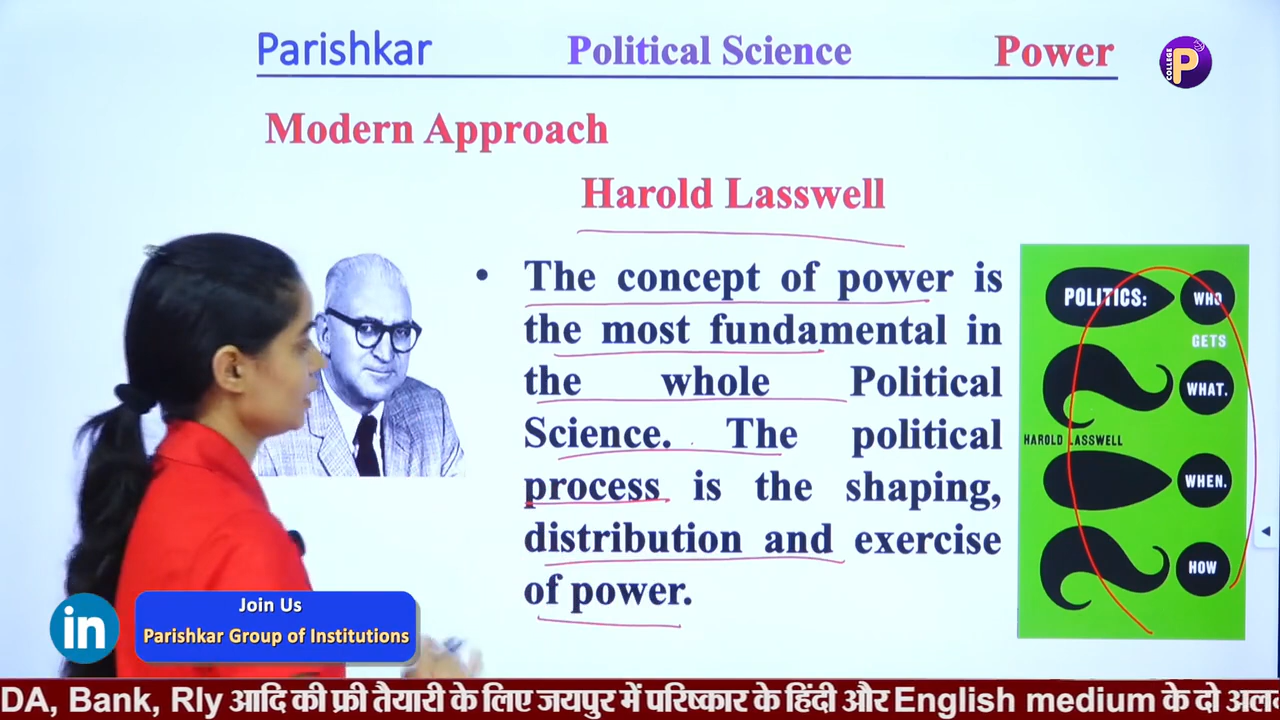 Parishkar Political Science Power
COLLEGE P
Modern Approach
Harold Lasswell
• The concept of power is
the most fundamental in
the whole Political
Science. The political
process is the shaping,
distribution and exercise
of power.
POLITICS: WHO
GETS
WHAT.
HAROLD LASSWELL
WHEN.
HOW
in
Join Us
Parishkar Group of Institutions
DA, Bank, Rly आदि की फ्री तैयारी के लिए जयपुर में परिष्कार के हिंदी और English medium के दो